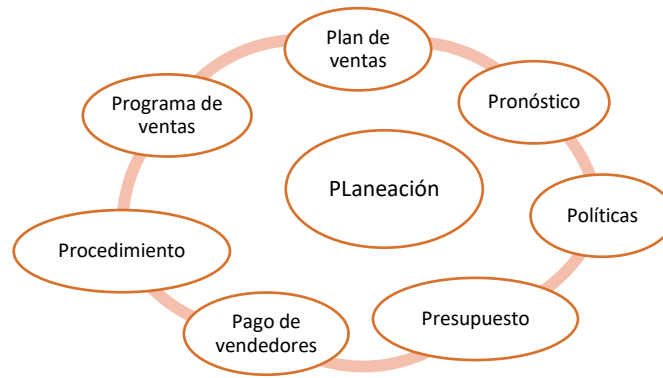 Plan de
ventas
Pronóstico
Políticas
Presupuesto
Pago de
vendedores
Procedimiento
Programa de
ventas
PLaneación